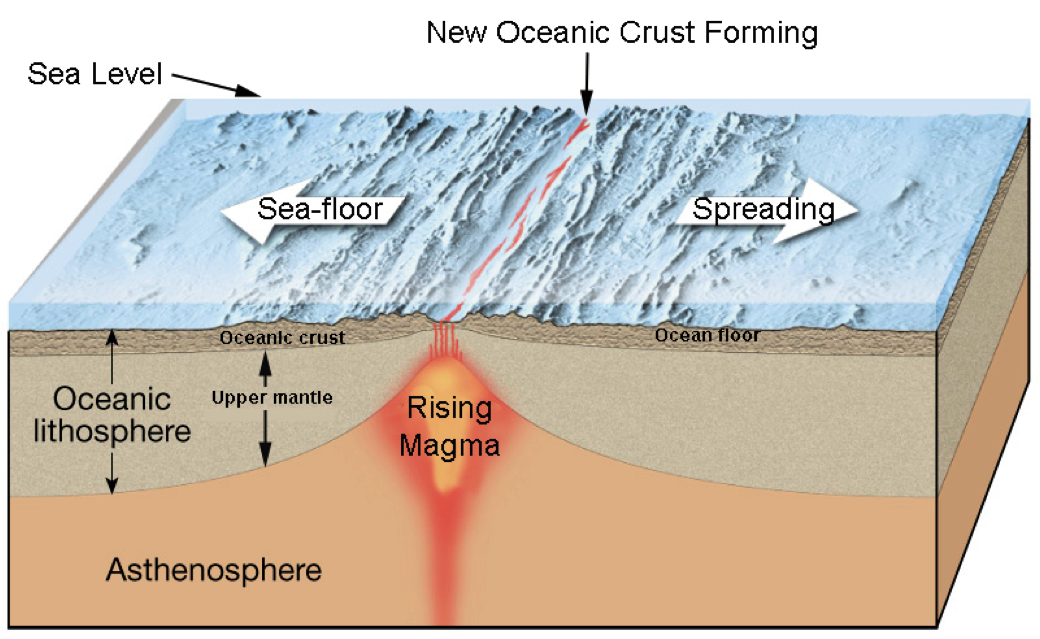 New Oceanic Crust Forming
Sea Level
Sea-floor
Spreading
Oceanic crust
Ocean floor
Upper mantle
Oceanic
lithosphere
Rising
Magma
Asthenosphere